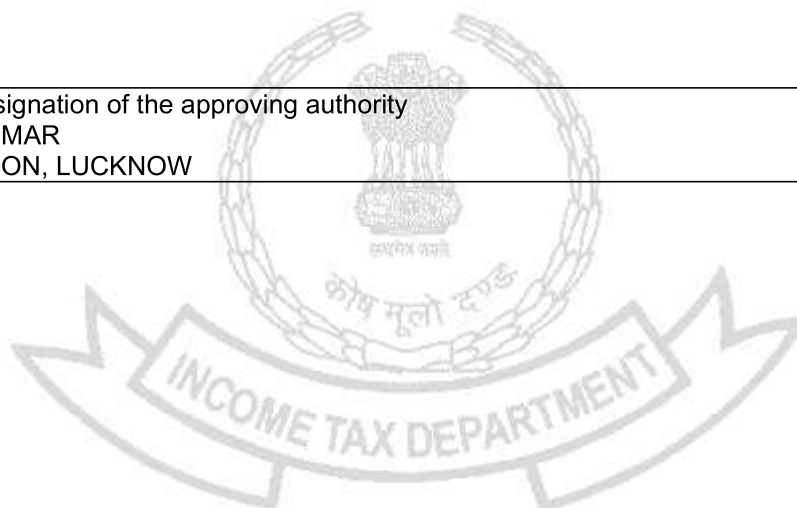 signation of the approving authority
MAR
ON, LUCKNOW
सत्यमेव जयते
कोष मूलो दण्डः
INCOME TAX DEPARTMENT